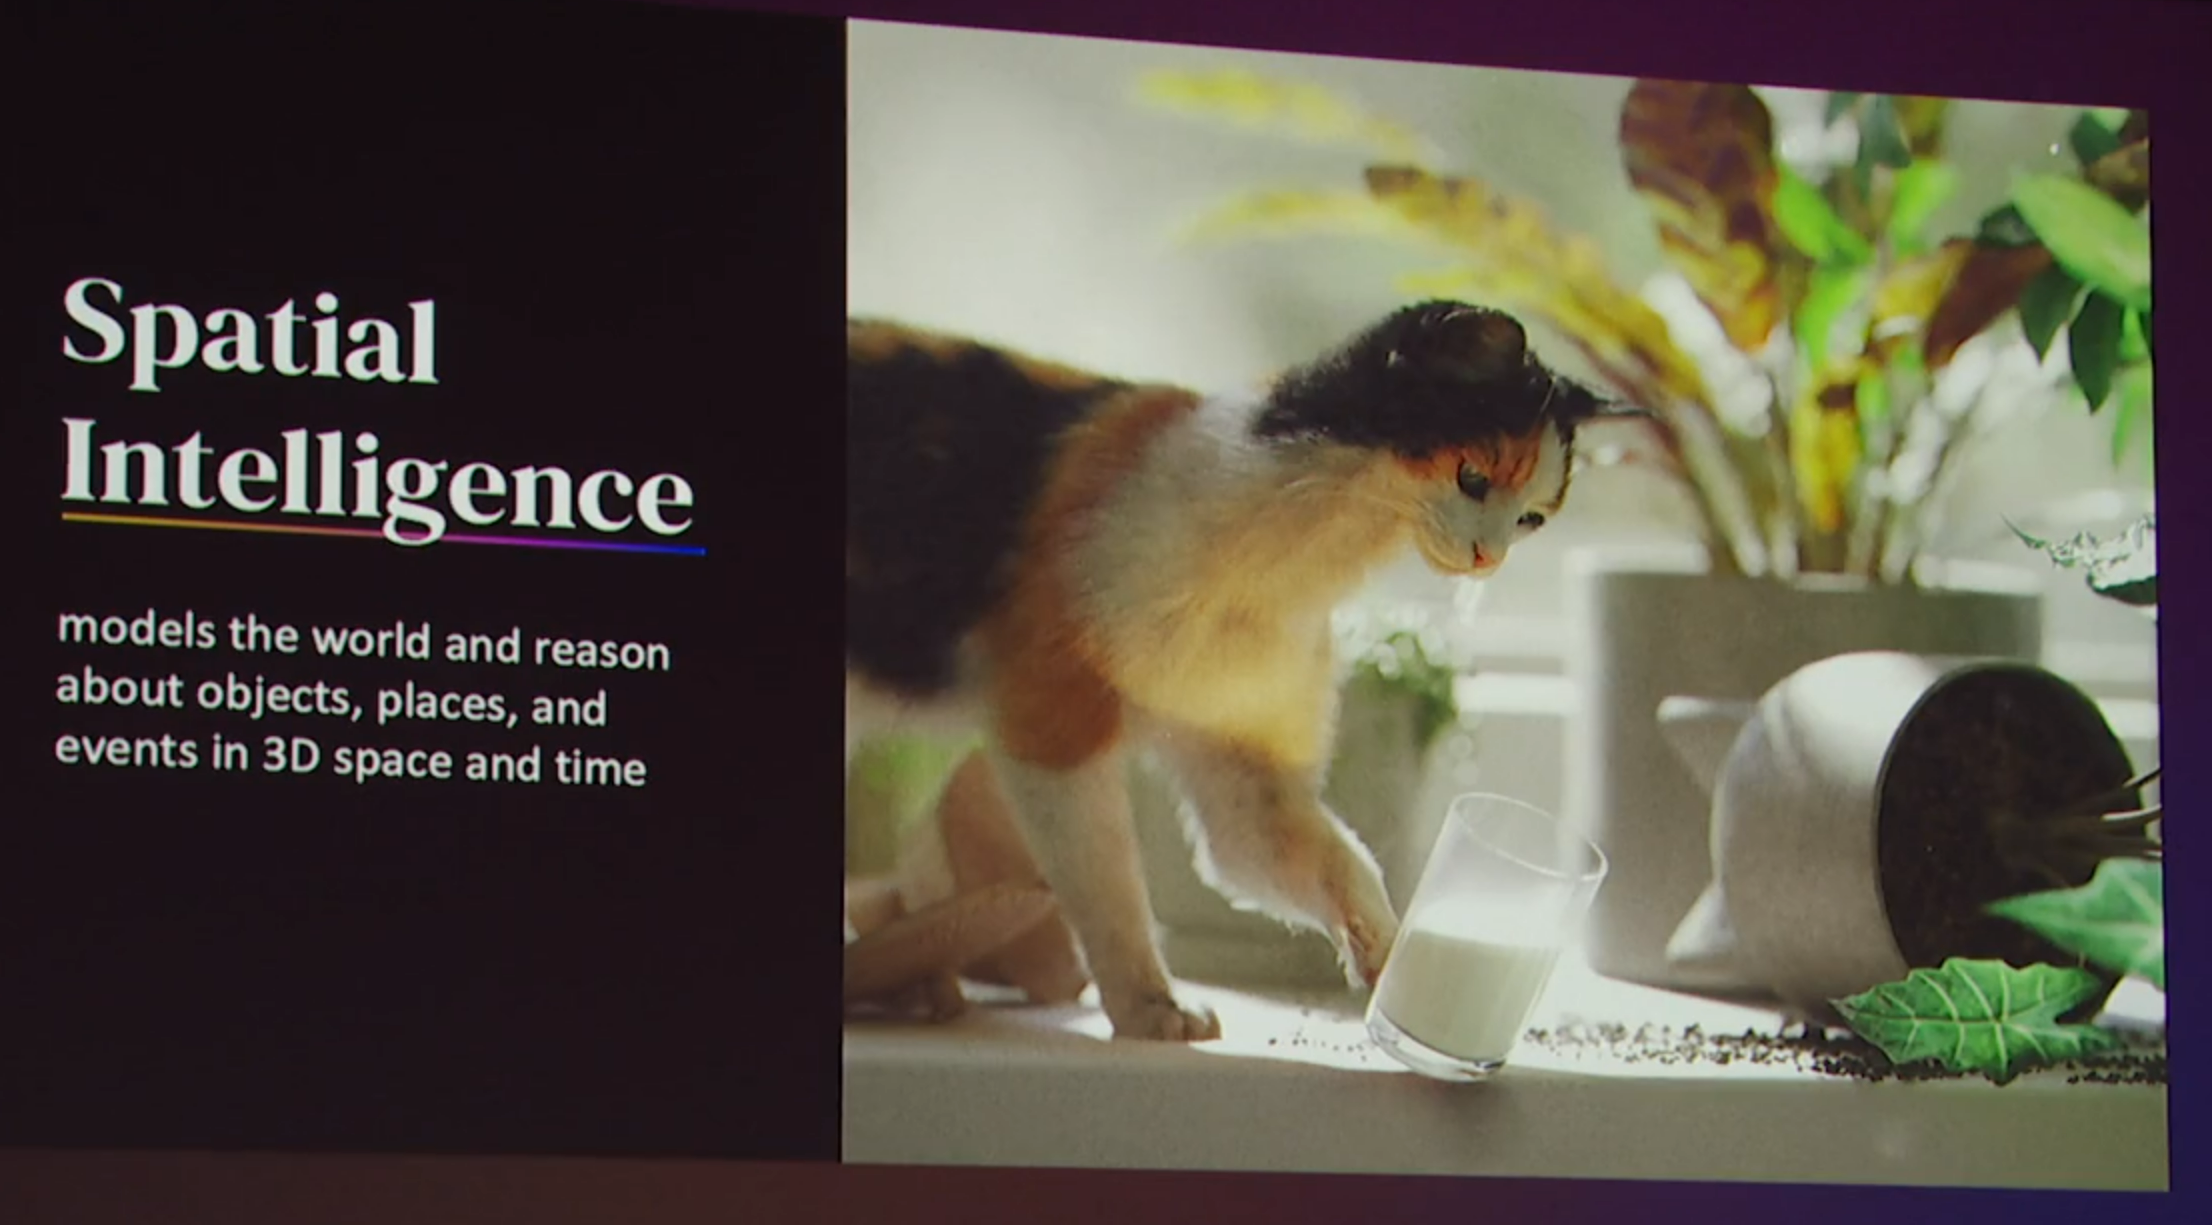 Spatial
Intelligence
models the world and reason
about objects, places, and
events in 3D space and time